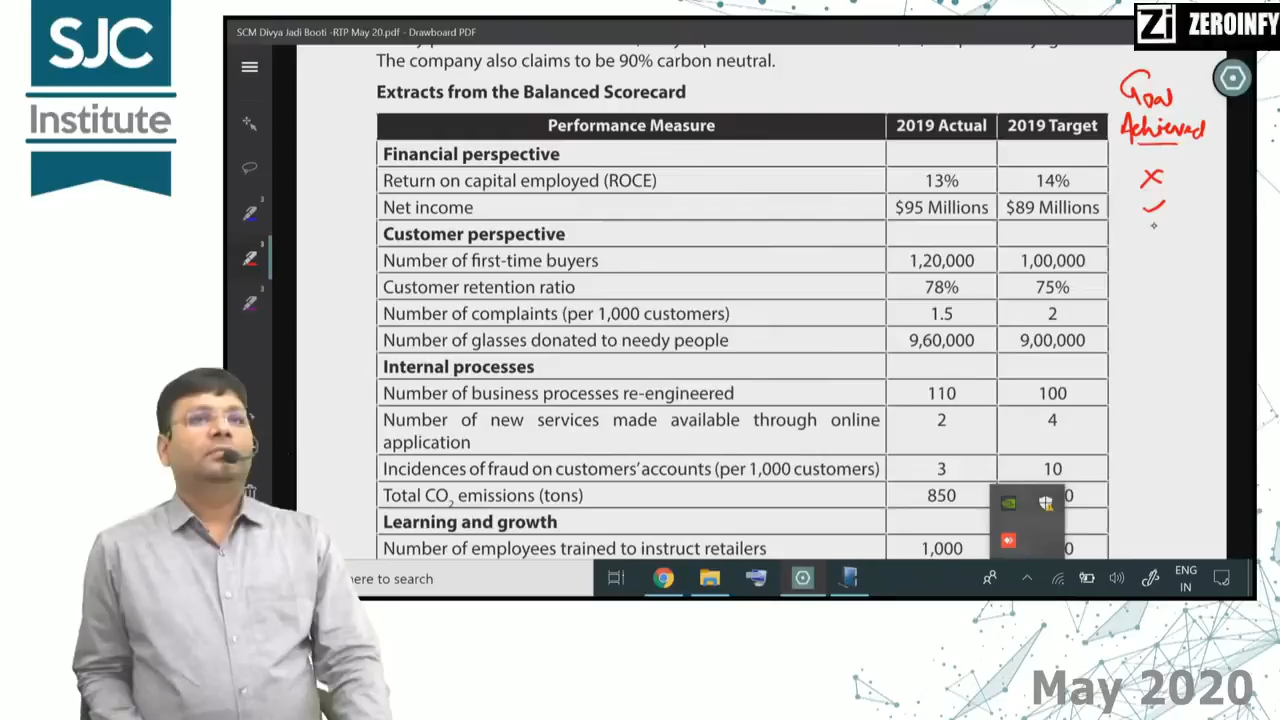 SJC
Institute
SCM Divya Jadi Booti -RTP May 20.pdf - Drawboard PDF
ZEROINFY
The company also claims to be 90% carbon neutral.
Extracts from the Balanced Scorecard
Goal
Achieved
Performance Measure 2019 Actual 2019 Target
Financial perspective
Return on capital employed (ROCE) 13% 14%
Net income $95 Millions $89 Millions
Customer perspective
Number of first-time buyers 1,20,000 1,00,000
Customer retention ratio 78% 75%
Number of complaints (per 1,000 customers) 1.5 2
Number of glasses donated to needy people 9,60,000 9,00,000
Internal processes
Number of business processes re-engineered 110 100
Number of new services made available through online 2 4
application
Incidences of fraud on customers' accounts (per 1,000 customers) 3 10
Total CO2 emissions (tons) 850 0
Learning and growth
Number of employees trained to instruct retailers 1,000 0
here to search
ENG
IN
May 2020